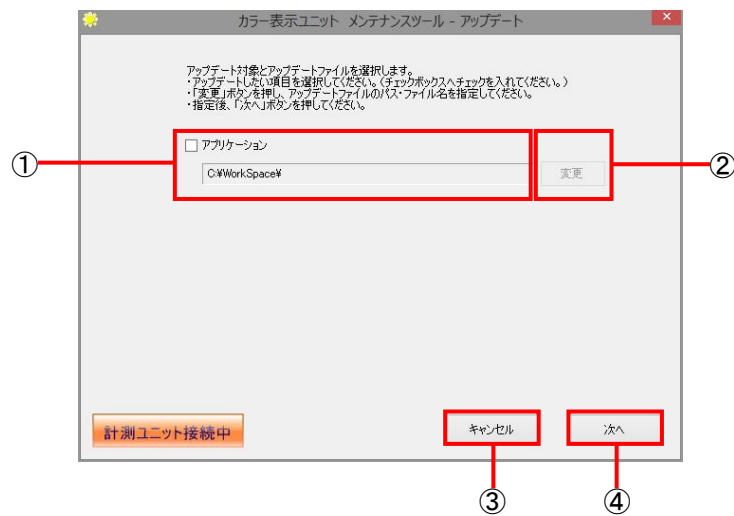 カラー表示ユニット メンテナンスツール - アップデート
アップデート対象とアップデートファイルを選択します。
・アップデートしたい項目を選択してください。(チェックボックスへチェックを入れてください。)
・「変更」ボタンを押し、アップデートファイルのパス・ファイル名を指定してください。
・指定後、「次へ」ボタンを押してください。
アプリケーション
①
②
C:¥WorkSpace¥
変更
計測ユニット接続中
キャンセル
次へ
③
④